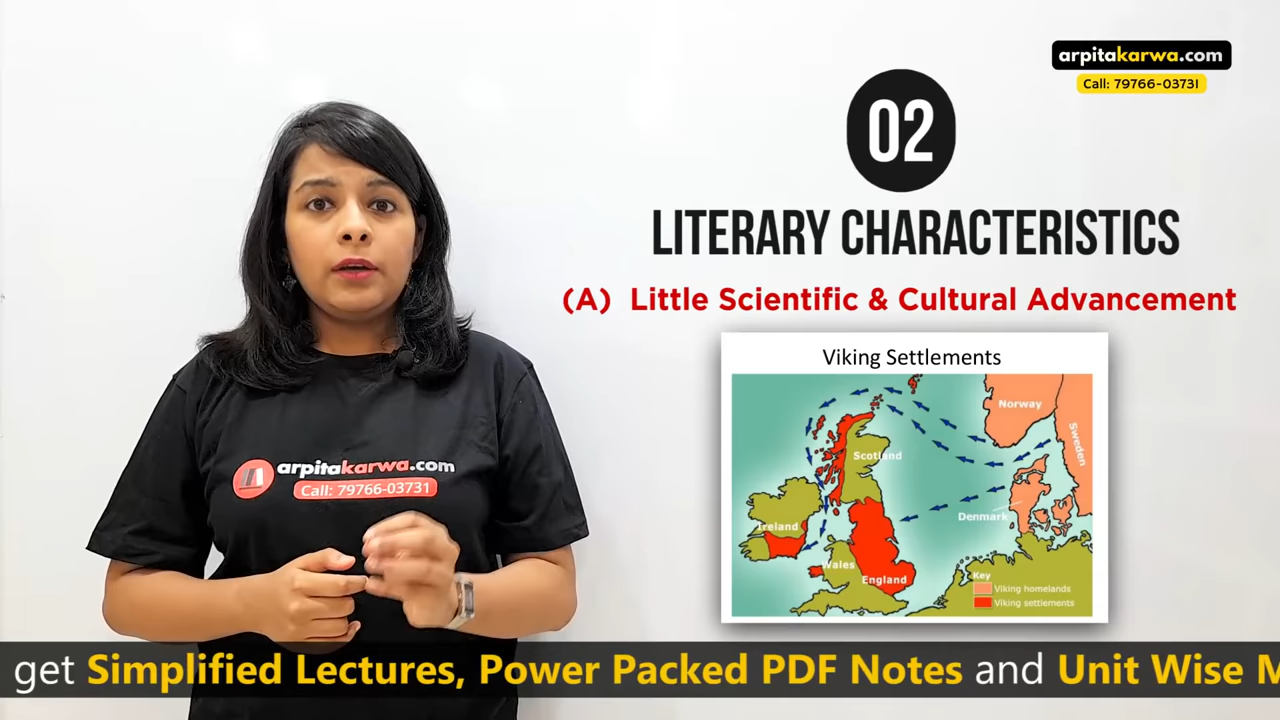 arpitakarwa.com
Call: 79766-03731
02
LITERARY CHARACTERISTICS
(A) Little Scientific & Cultural Advancement
Viking Settlements
Norway
Sweden
Scotland
Denmark
Ireland
Wales
England
Key
Viking homelands
Viking settlements
arpitakarwa.com
Call: 79766-03731
get Simplified Lectures, Power Packed PDF Notes and Unit Wise M